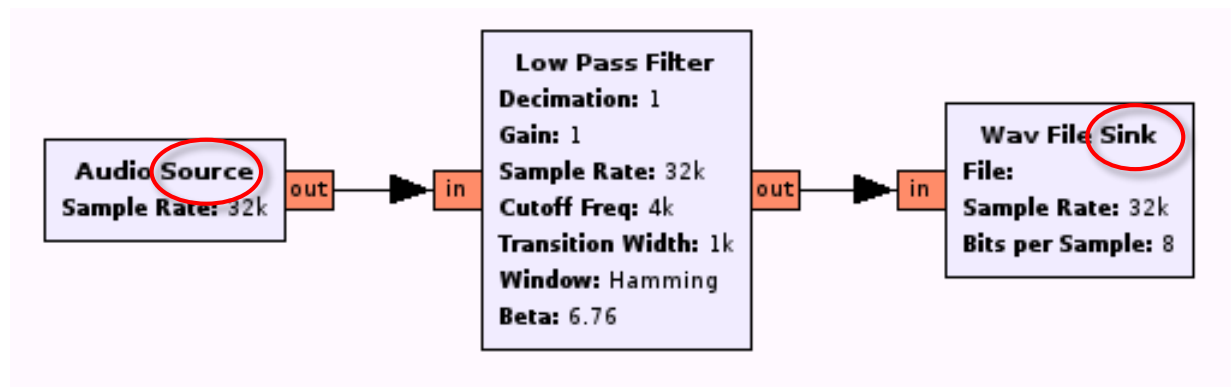 Audio Source
Sample Rate: 32k
out
in
Low Pass Filter
Decimation: 1
Gain: 1
Sample Rate: 32k
Cutoff Freq: 4k
Transition Width: 1k
Window: Hamming
Beta: 6.76
out
in
Wav File Sink
File:
Sample Rate: 32k
Bits per Sample: 8